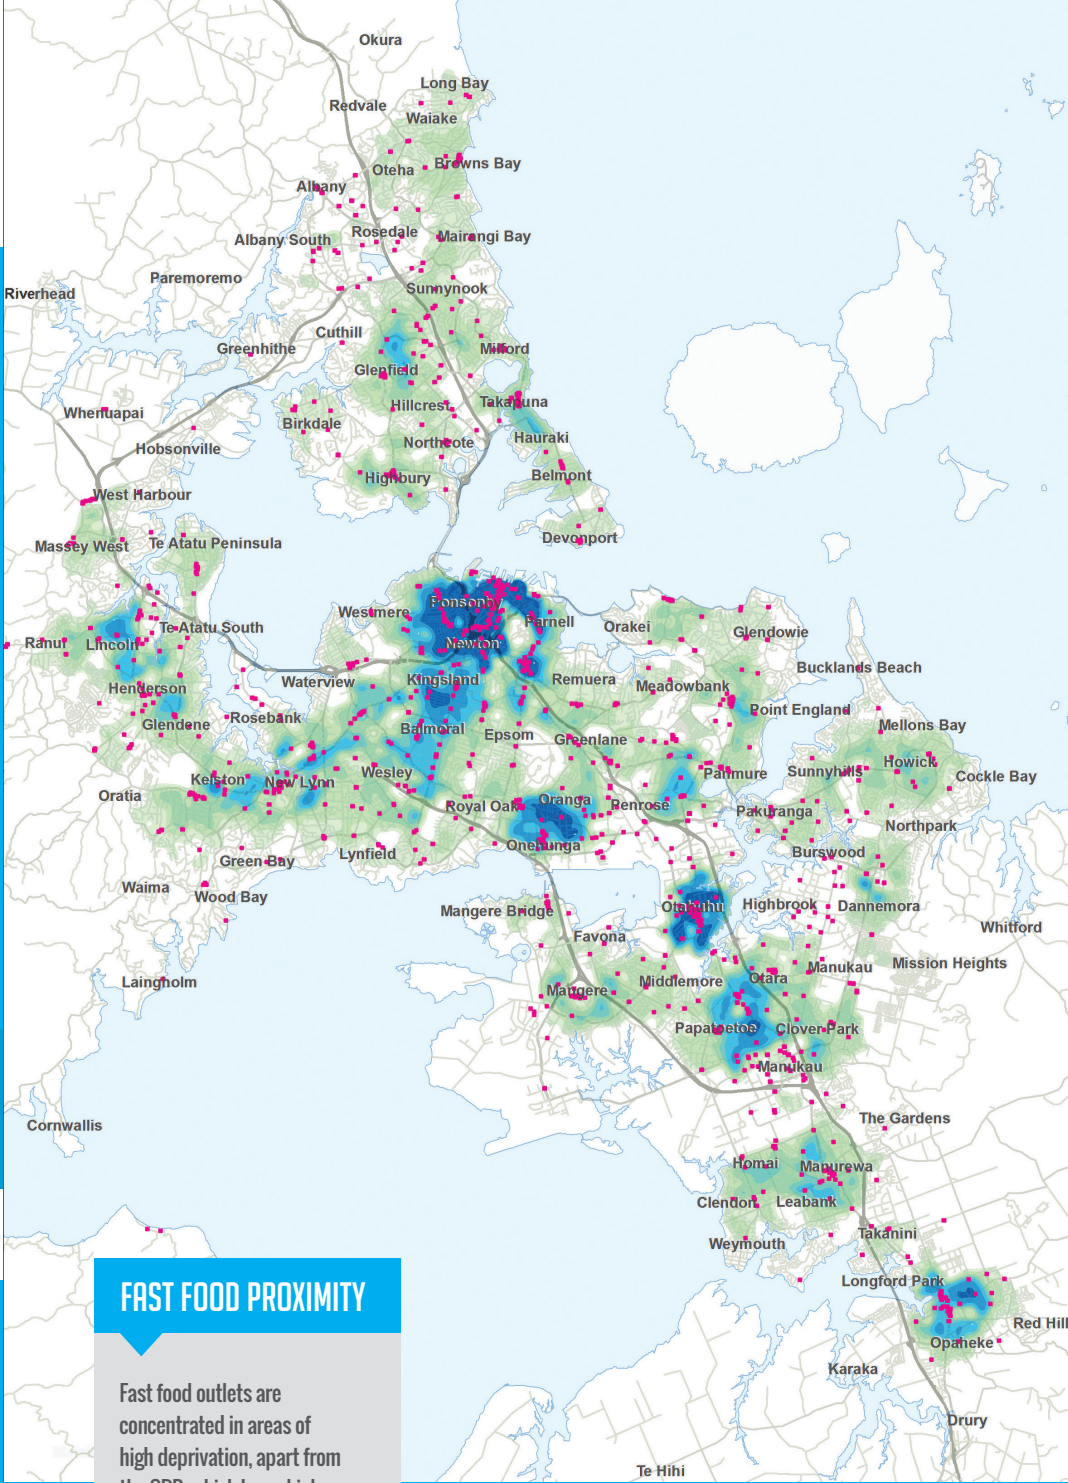 Okura
Long Bay
Redvale
Waiake
Browns Bay
Oteha
Albany
Rosedale
Mairangi Bay
Albany South
Paremoremo
Sunnynook
Riverhead
Cuthill
Greenhithe
Milford
Glenfield
Takapuna
Hillcrest
Whenuapai
Birkdale
Hauraki
Northcote
Hobsonville
Highbury
Belmont
West Harbour
Devonport
Massey West
Te Atatu Peninsula
Ponsonby
Westmere
Parnell
Orakei
Te Atatu South
Glendowie
Ranui
Lincoln
Newton
Bucklands Beach
Waterview
Kingsland
Remuera
Meadowbank
Henderson
Point England
Rosebank
Glendene
Mellons Bay
Balmoral
Epsom
Greenlane
Howick
Kelston
New Lynn
Wesley
Panmure
Sunnyhills
Cockle Bay
Oratia
Royal Oak
Oranga
Penrose
Pakuranga
Northpark
Onehunga
Lynfield
Burswood
Green Bay
Waima
Wood Bay
Otahuhu
Highbrook
Dannemora
Mangere Bridge
Whitford
Favona
Mission Heights
Manukau
Laingholm
Middlemore
Otara
Mangere
Papatoetoe
Clover Park
Manukau
Cornwallis
The Gardens
Homai
Manurewa
Clendon
Leabank
Takanini
Weymouth
Longford Park
Red Hill
Opaheke
Karaka
Drury
Te Hihi
FAST FOOD PROXIMITY
Fast food outlets are
concentrated in areas of
high deprivation, apart from